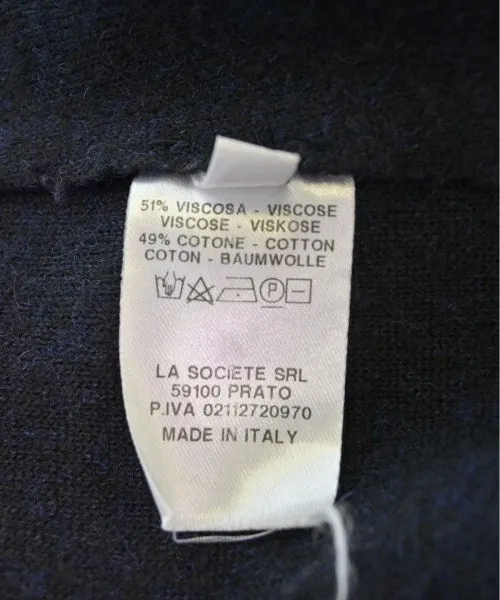 51% VISCOSA - VISCOSE
VISCOSE - VISKOSE
49% COTONE - COTTON
COTON - BAUMWOLLE
P
LA SOCIETE SRL
59100 PRATO
P.IVA 02112720970
MADE IN ITALY